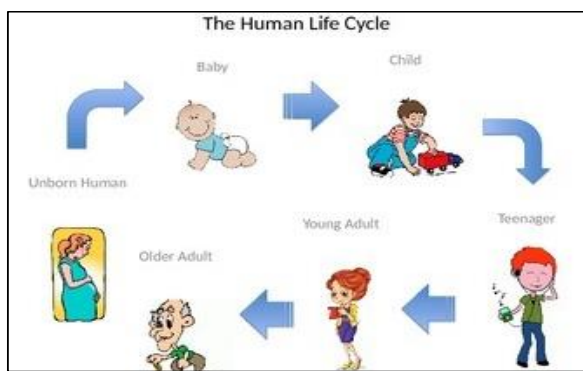 The Human Life Cycle
Baby
Child
Unborn Human
Teenager
Young Adult
Older Adult